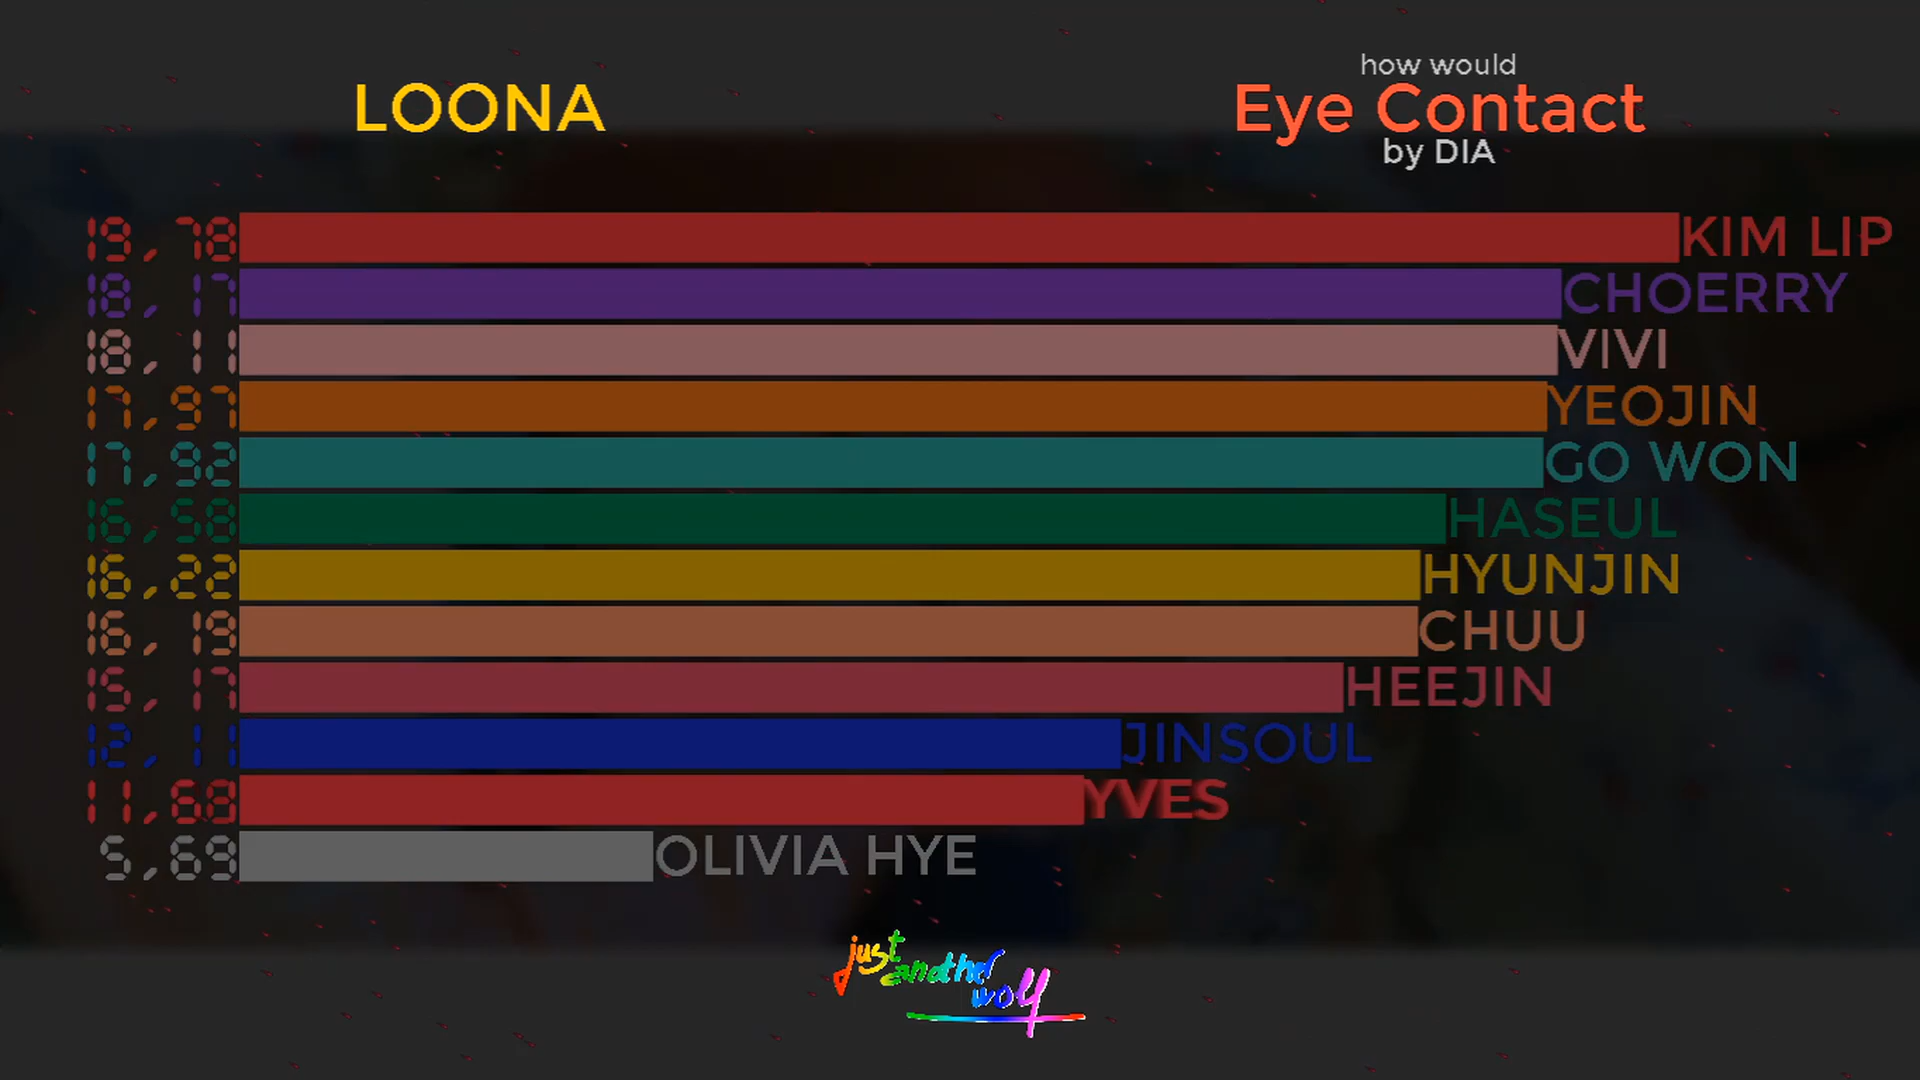 LOONA
how would
Eye Contact
by DIA
19,78 KIM LIP
18,17 CHOERRY
18,11 VIVI
17,97 YEOJIN
17,92 GO WON
16,58 HASEUL
16,22 HYUNJIN
16,19 CHUU
15,17 HEEJIN
12,11 JINSOUL
11,68 YVES
5,69 OLIVIA HYE
just
another
wolf